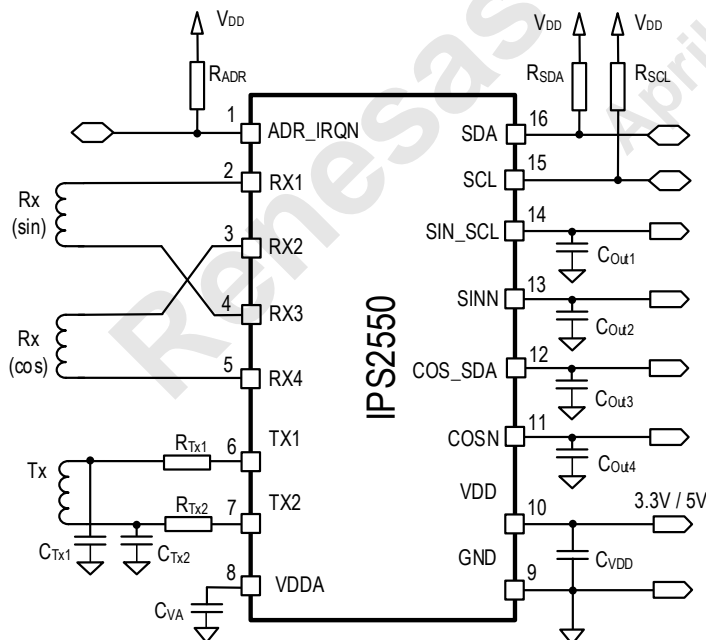 VDD
RADR
VDD
RSDA
VDD
RSCL
1
ADR_IRQN
SDA
16
2
RX1
SCL
15
Rx
(sin)
3
RX2
SIN_SCL
14
4
RX3
SINN
13
Rx
(cos)
5
RX4
COS_SDA
12
IPS2550
Tx
RTx1
6
TX1
COSN
11
COut1
COut2
COut3
COut4
RTx2
7
TX2
VDD
10
3.3V / 5V
CTx1
CTx2
CVDD
8
VDDA
GND
9
CVA
Renesas
April